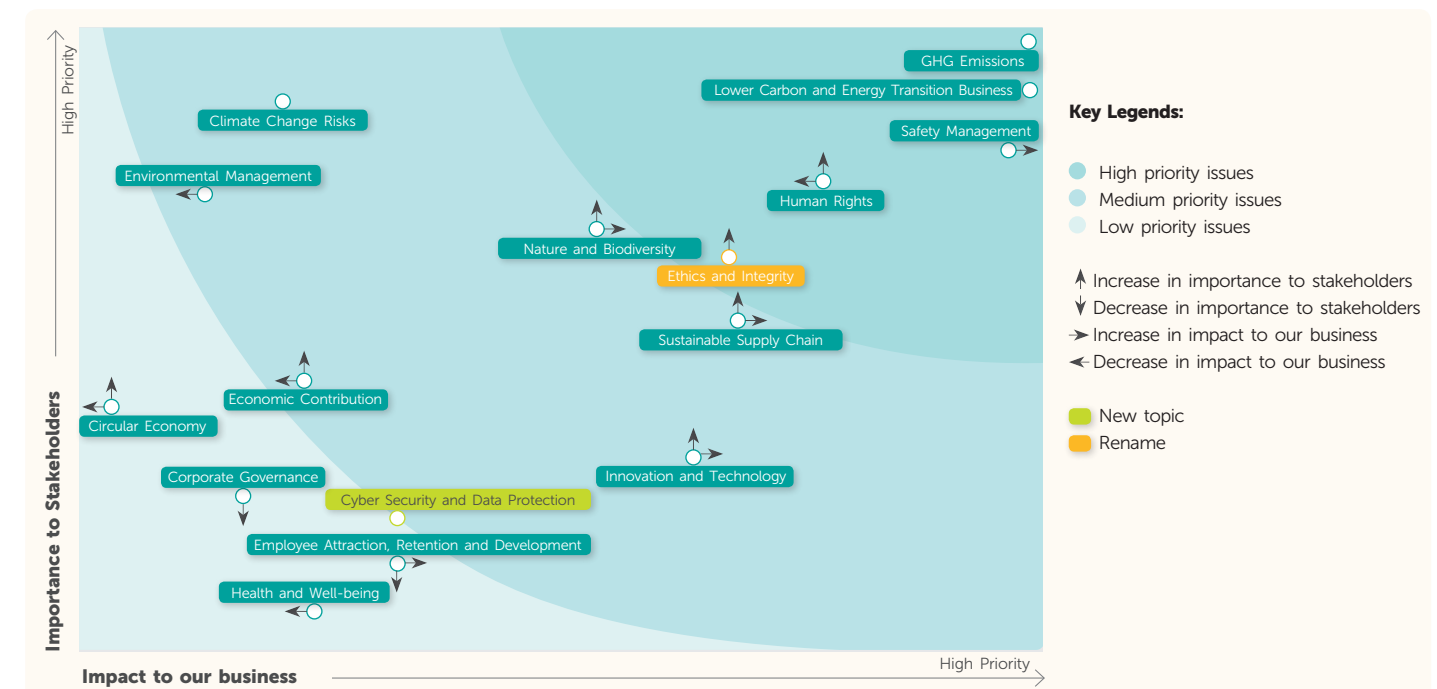 High Priority
Importance to Stakeholders
GHG Emissions
Lower Carbon and Energy Transition Business
Climate Change Risks
Safety Management
Environmental Management
Human Rights
Nature and Biodiversity
Ethics and Integrity
Sustainable Supply Chain
Economic Contribution
Circular Economy
Corporate Governance
Innovation and Technology
Cyber Security and Data Protection
Employee Attraction, Retention and Development
Health and Well-being
High Priority
Impact to our business
Key Legends:
High priority issues
Medium priority issues
Low priority issues
Increase in importance to stakeholders
Decrease in importance to stakeholders
Increase in impact to our business
Decrease in impact to our business
New topic
Rename